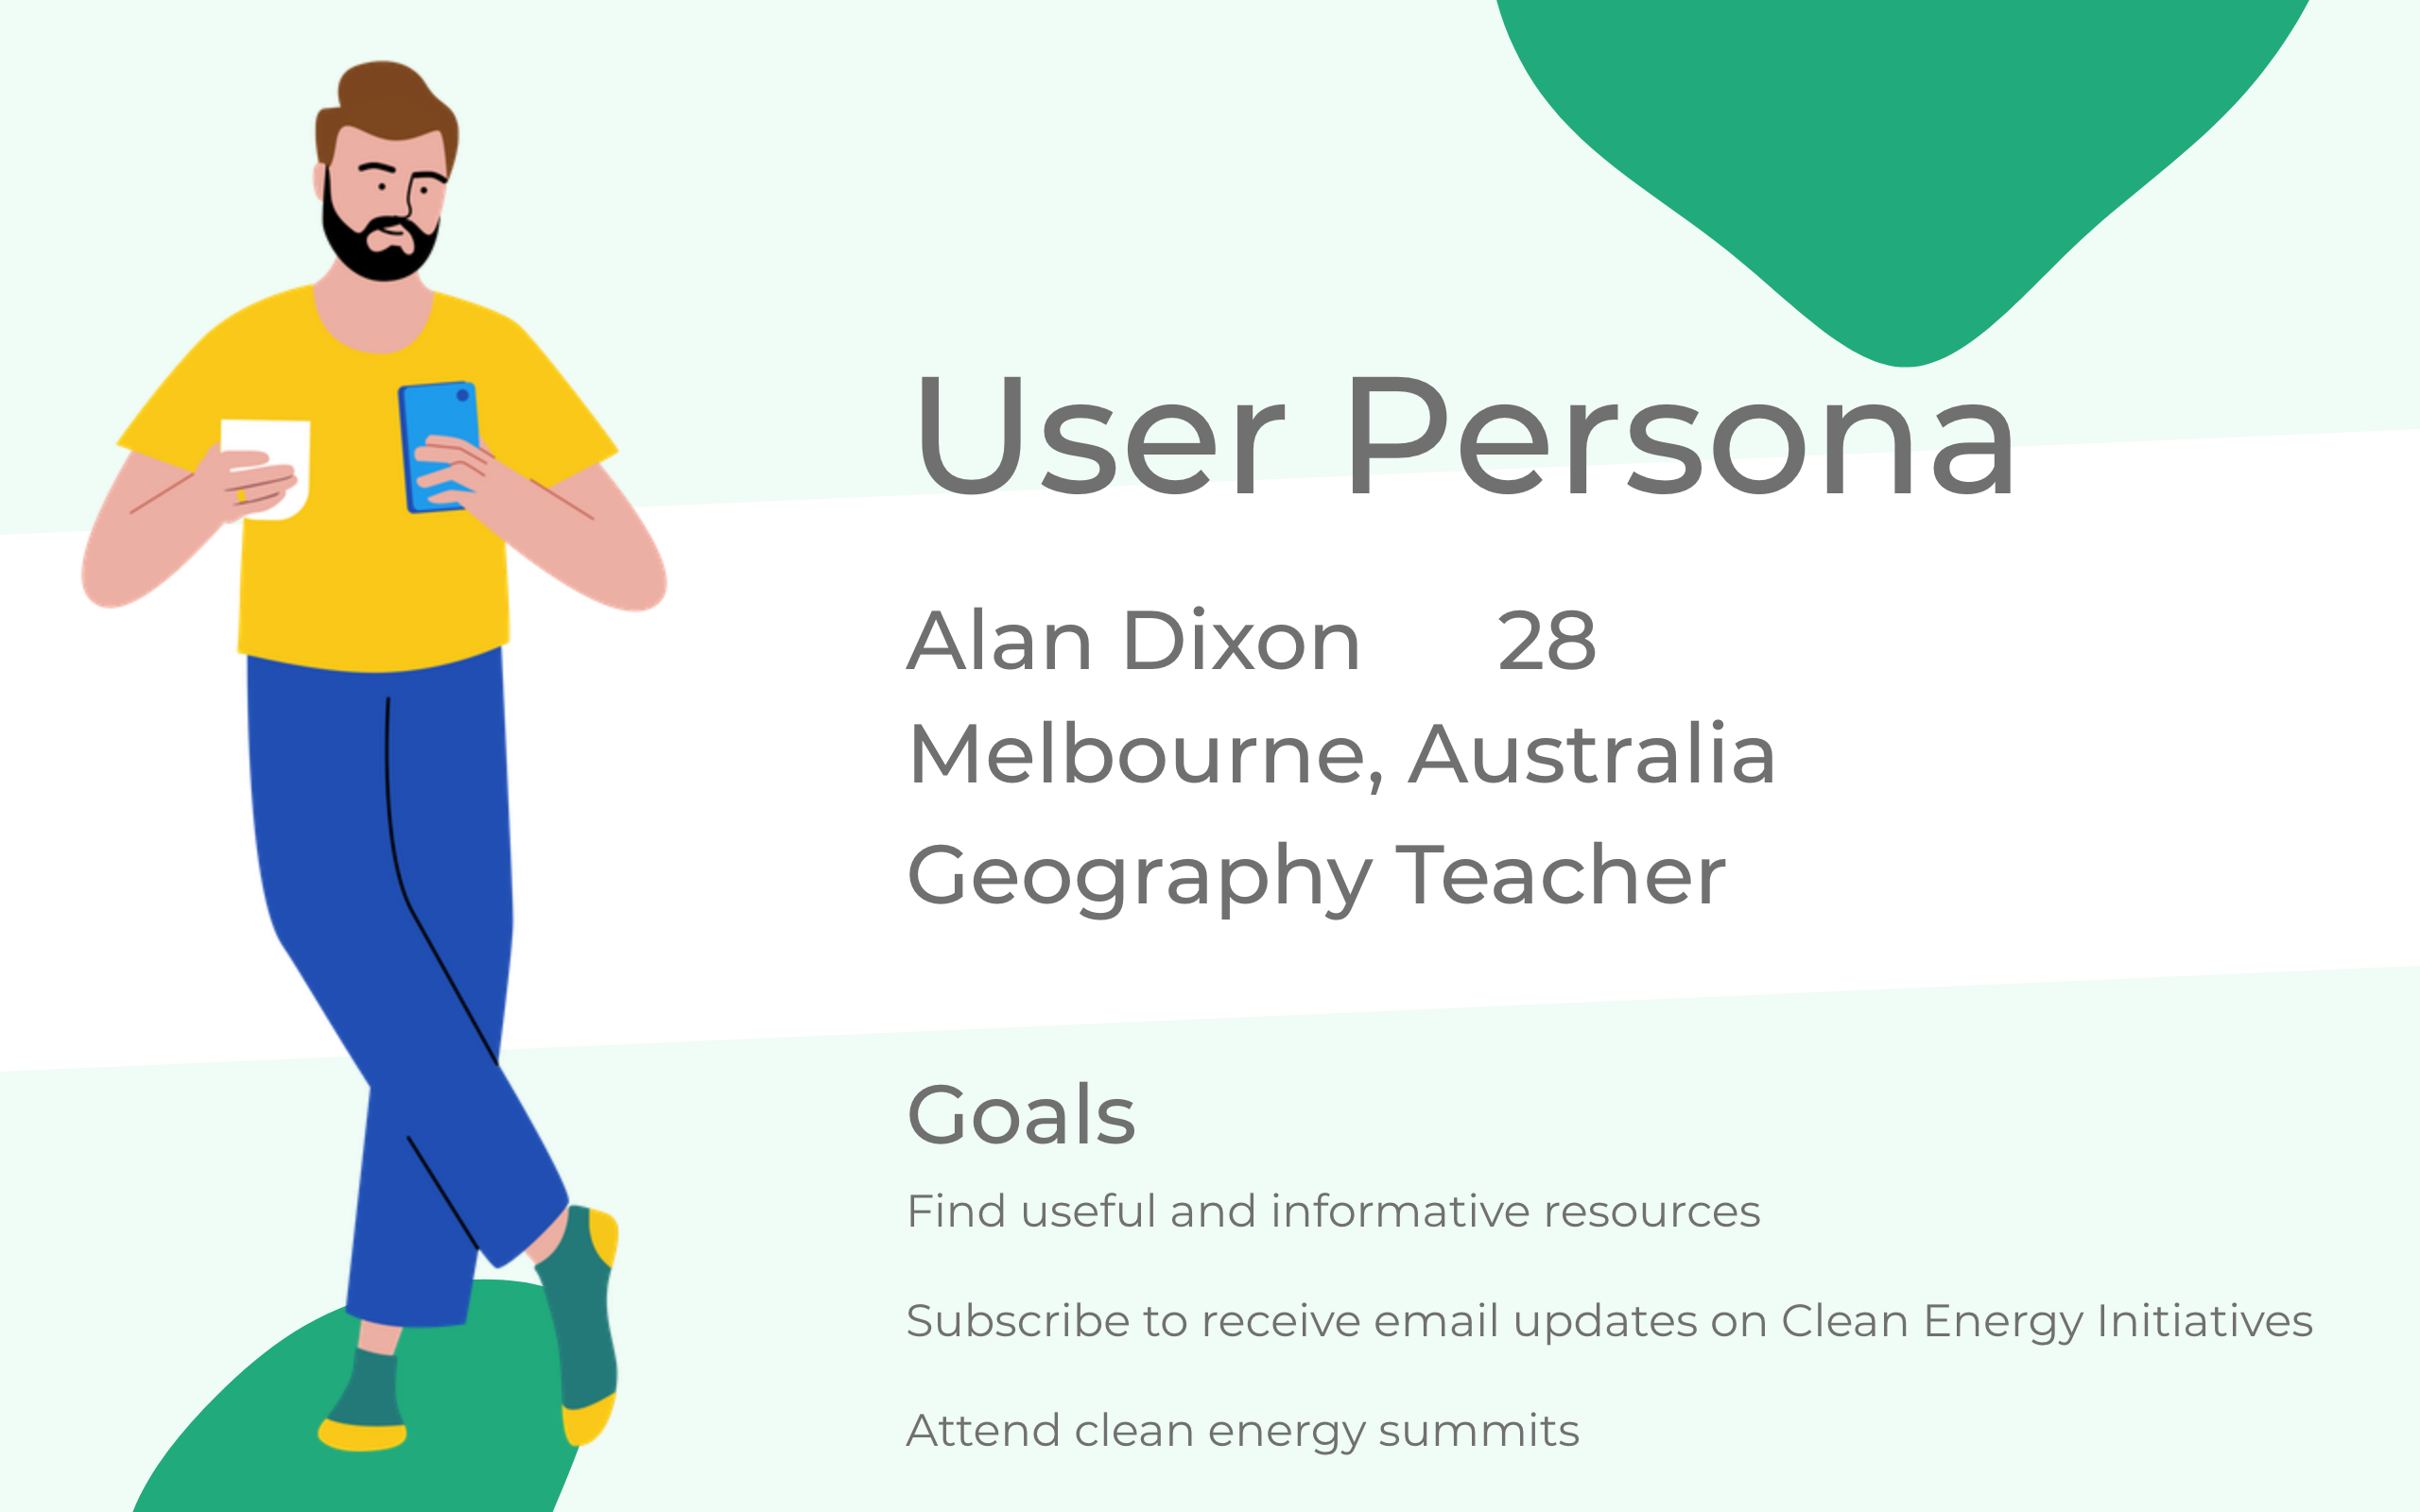 User Persona
Alan Dixon 28
Melbourne, Australia
Geography Teacher
Goals
Find useful and informative resources
Subscribe to receive email updates on Clean Energy Initiatives
Attend clean energy summits